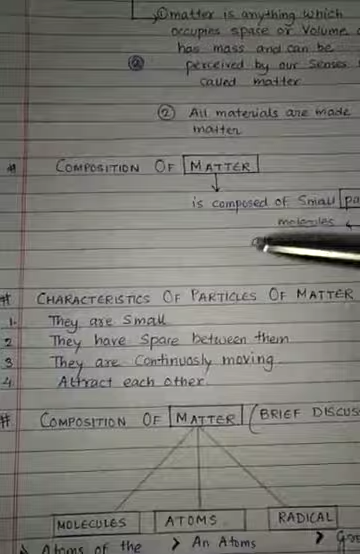 ① matter is anything which
occupies space or volume
has mass and can be
perceived by our senses
called matter
② All materials are made
matter
# COMPOSITION OF MATTER
is composed of Small
molecules
# CHARACTERISTICS OF PARTICLES OF MATTER
1. They are small
2 They have space between them
3 They are Continuosly moving
4. Attract each other.
# COMPOSITION OF MATTER (BRIEF
MOLECULES ATOMS RADICAL
> Atoms of the > An Atoms >